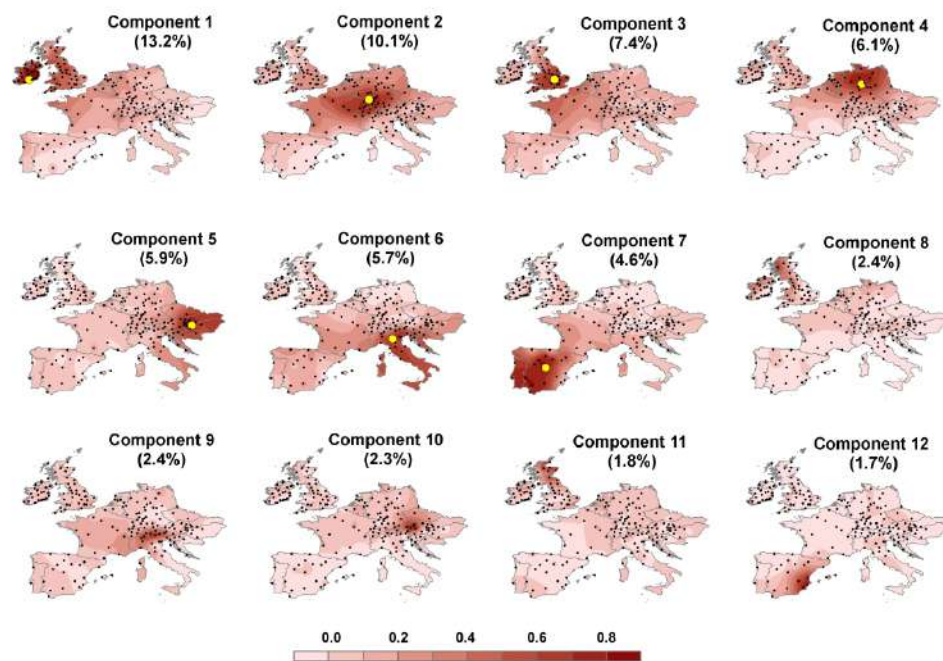 Component 1
(13.2%)
Component 2
(10.1%)
Component 3
(7.4%)
Component 4
(6.1%)
Component 5
(5.9%)
Component 6
(5.7%)
Component 7
(4.6%)
Component 8
(2.4%)
Component 9
(2.4%)
Component 10
(2.3%)
Component 11
(1.8%)
Component 12
(1.7%)
0.0 0.2 0.4 0.6 0.8